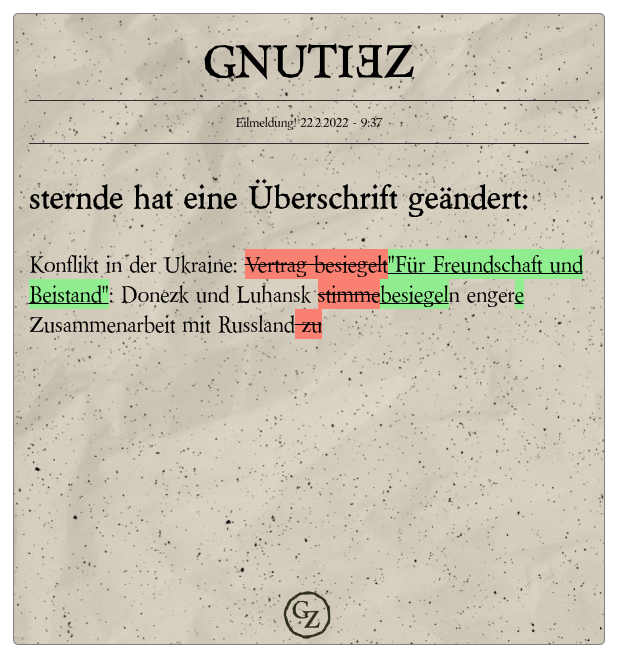 GNUTIEZ
Eilmeldung! 22.2.2022 - 9:37
sternde hat eine Überschrift geändert:
Konflikt in der Ukraine: Vertrag besiegelt"Für Freundschaft und
Beistand": Donezk und Luhansk stimmebesiegeln engere
Zusammenarbeit mit Russland zu
GZ